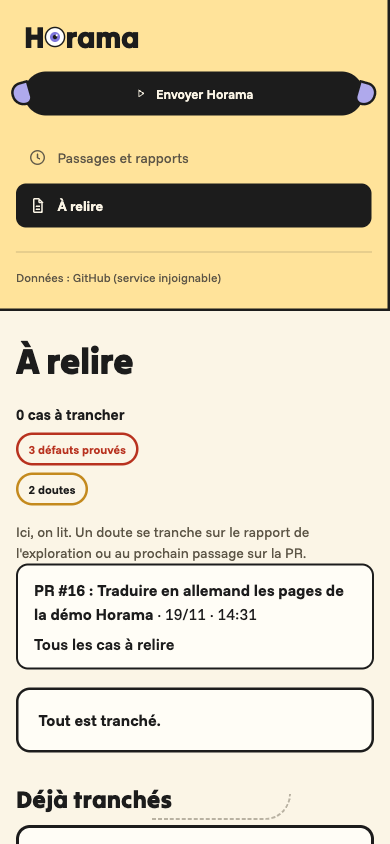 Horama
Envoyer Horama
Passages et rapports
À relire
Données : GitHub (service injoignable)
À relire
0 cas à trancher
3 défauts prouvés
2 doutes
Ici, on lit. Un doute se tranche sur le rapport de
l'exploration ou au prochain passage sur la PR.
PR #16 : Traduire en allemand les pages de
la démo Horama · 19/11 · 14:31
Tous les cas à relire
Tout est tranché.
Déjà tranchés